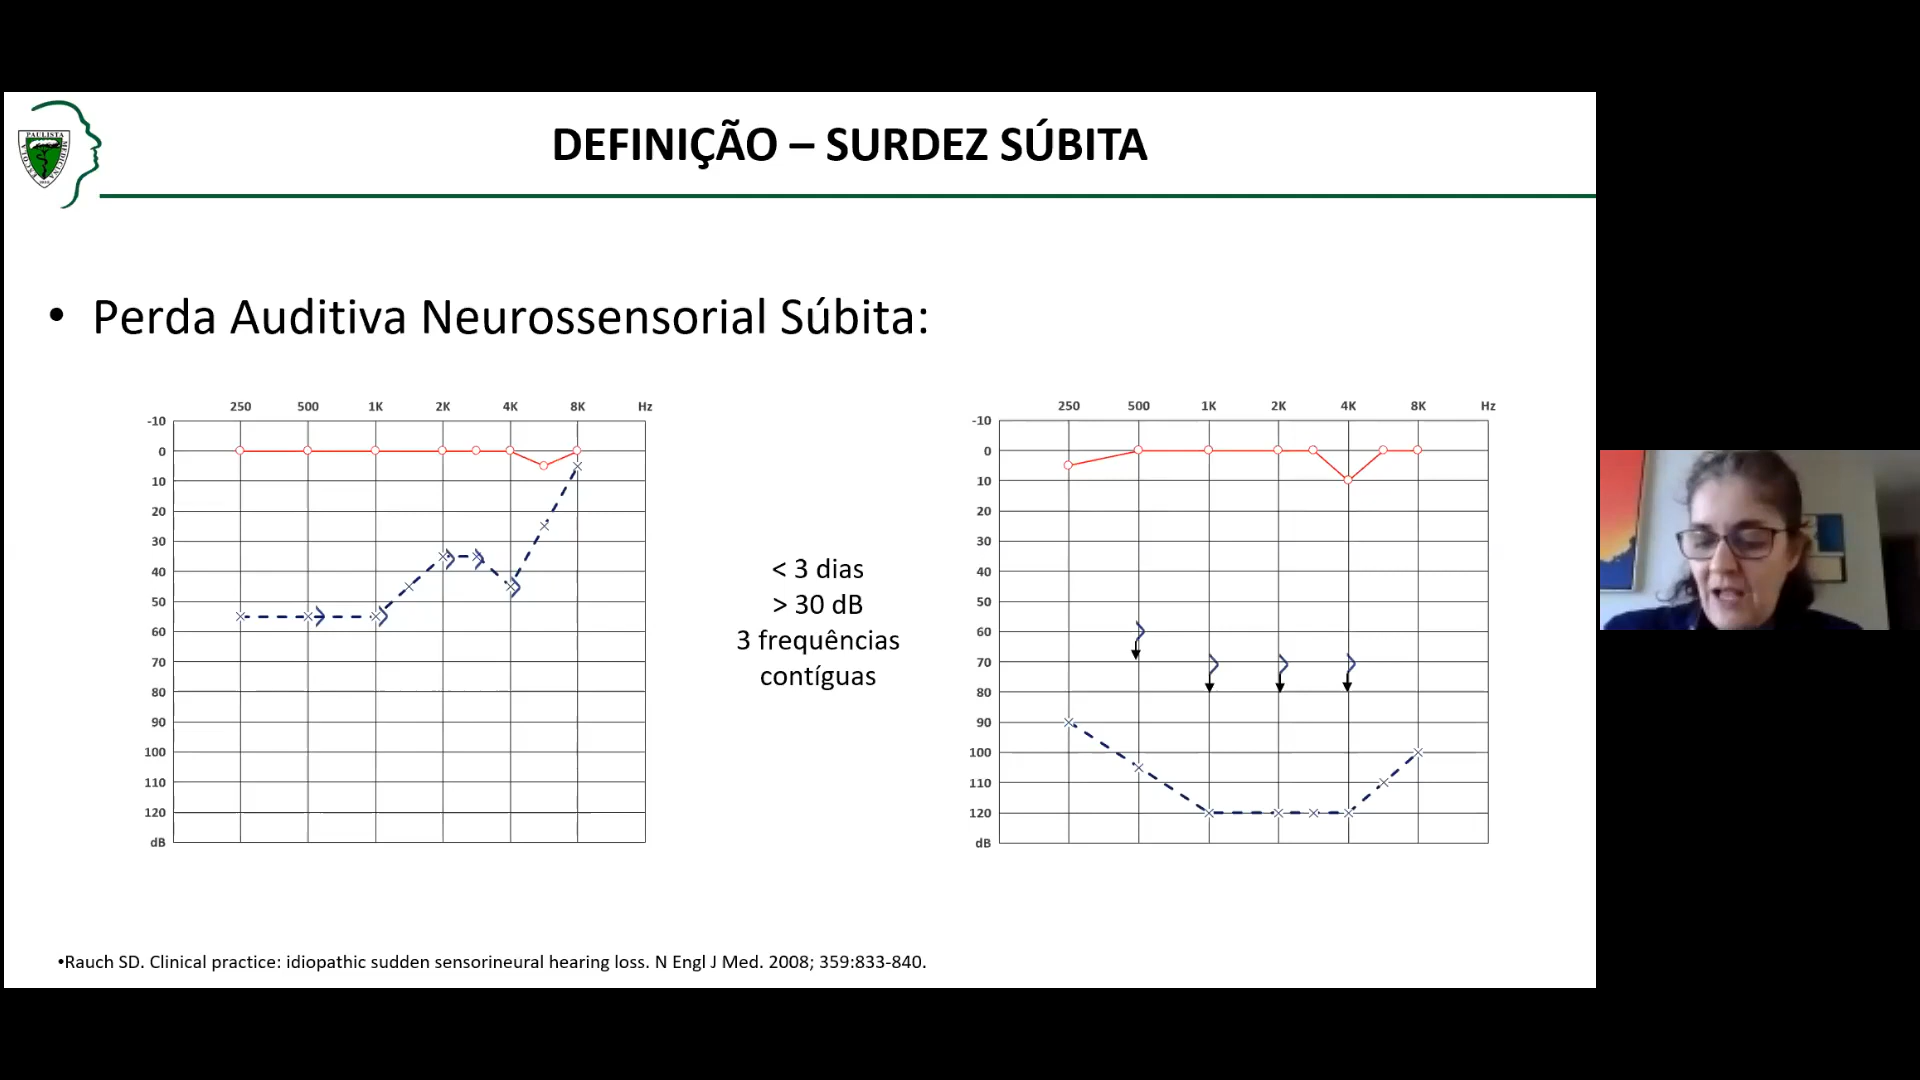 PAULISTA
ESCOLA
MEDICINA
DEFINIÇÃO – SURDEZ SÚBITA
• Perda Auditiva Neurossensorial Súbita:
250 500 1K 2K 4K 8K Hz
-10
0
10
20
30
40
50
60
70
80
90
100
110
120
dB
< 3 dias
> 30 dB
3 frequências
contíguas
250 500 1K 2K 4K 8K Hz
-10
0
10
20
30
40
50
60
70
80
90
100
110
120
dB
•Rauch SD. Clinical practice: idiopathic sudden sensorineural hearing loss. N Engl J Med. 2008; 359:833-840.